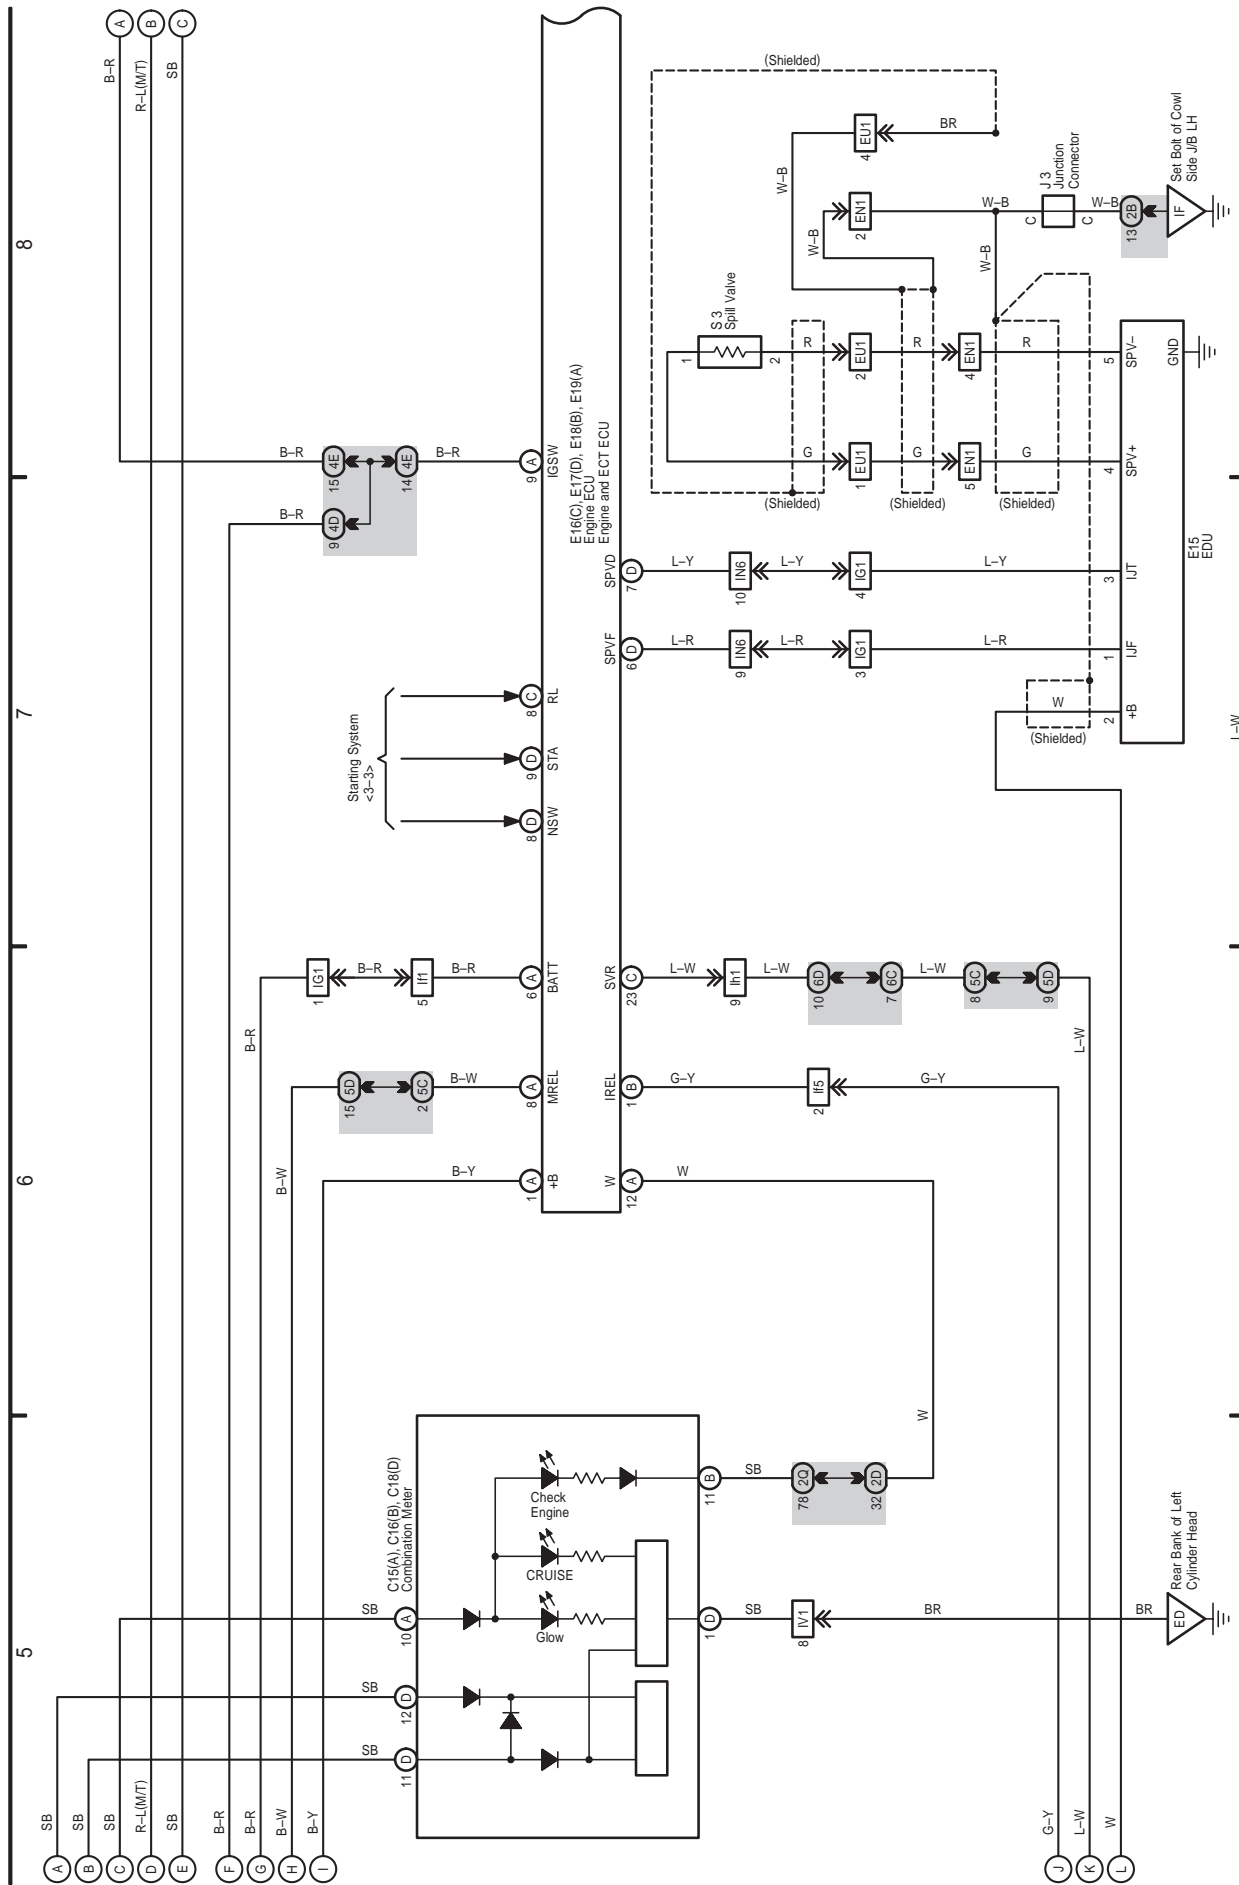 5
6
7
8
A
SB
B
SB
C
SB
D
R–L(M/T)
E
SB
F
B–R
G
B–R
H
B–W
I
B–Y
A
B–R
B
R–L(M/T)
C
SB
SB
SB
SB
11
D
12
D
10
A
C15(A), C16(B), C18(D)
Combination Meter
Glow
CRUISE
Check
Engine
1
D
11
B
SB
SB
8
IV1
78
2Q
32
2D
W
BR
BR
ED
Rear Bank of Left
Cylinder Head
B–Y
B–W
15
5D
2
5C
B–W
B–R
1
IG1
B–R
5
If1
B–R
1
A
+B
8
A
MREL
6
A
BATT
Starting System
<3–3>
8
D
NSW
9
D
STA
8
C
RL
B–R
9
4D
B–R
15
4E
14
4E
B–R
9
A
IGSW
E16(C), E17(D), E18(B), E19(A)
Engine ECU
Engine and ECT ECU
W
12
A
W
IREL
1
B
G–Y
2
If5
G–Y
SVR
23
C
L–W
9
Ih1
L–W
10
6D
7
6C
L–W
8
5C
9
5D
L–W
SPVF
6
D
L–R
9
IN6
L–R
3
IG1
L–R
SPVD
7
D
L–Y
10
IN6
L–Y
4
IG1
L–Y
(Shielded)
1
S 3
Spill Valve
2
G
R
(Shielded)
1
EU1
2
EU1
G
R
(Shielded)
5
EN1
4
EN1
G
R
(Shielded)
W–B
4
EU1
BR
W–B
2
EN1
W–B
W–B
C
J 3
Junction
Connector
C
W–B
13
2B
IF
Set Bolt of Cowl
Side J/B LH
W
(Shielded)
2
+B
1
IJF
3
IJT
4
SPV+
5
SPV–
GND
E15
EDU
J
G–Y
K
L–W
L
W
L–W